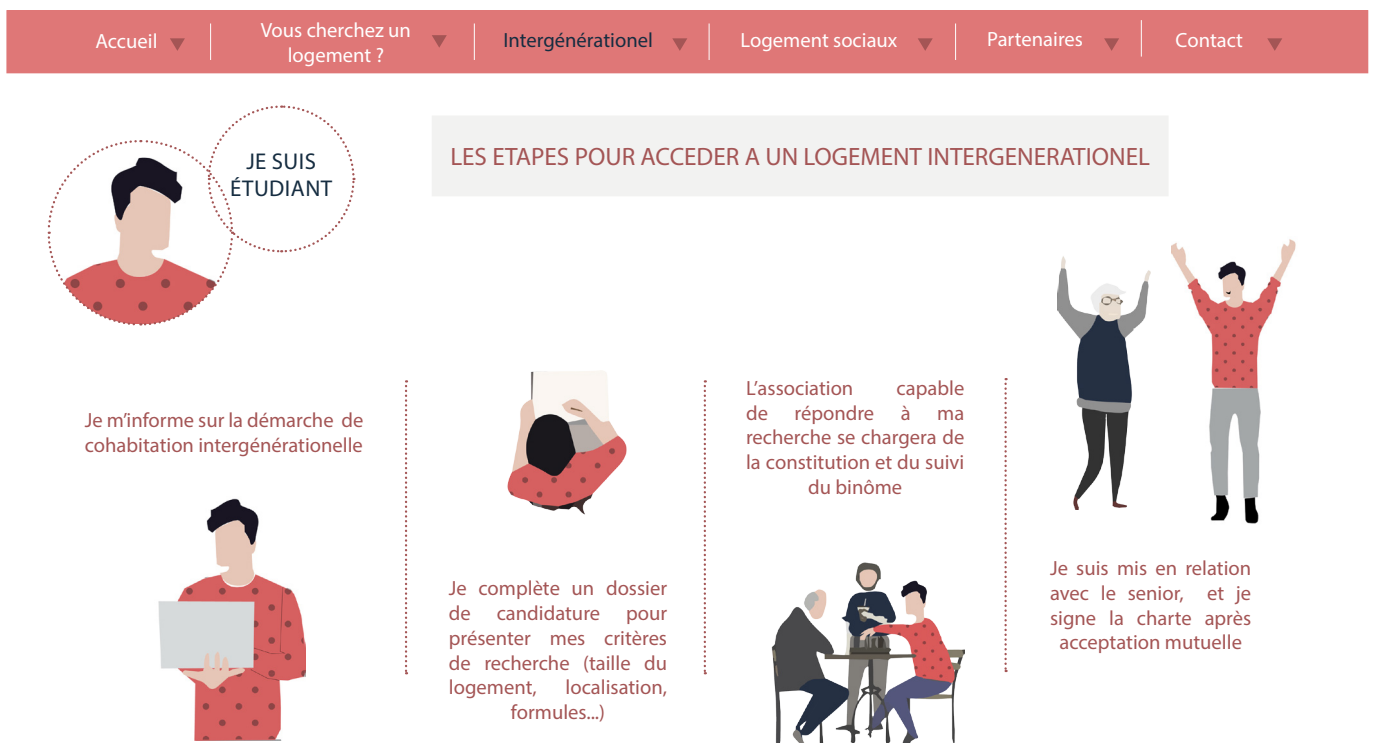 Accueil
Vous cherchez un
logement ?
Intergénérationel
Logement sociaux
Partenaires
Contact
JE SUIS
ÉTUDIANT
LES ETAPES POUR ACCEDER A UN LOGEMENT INTERGENERATIONEL
Je m’informe sur la démarche de
cohabitation intergénérationelle
Je complète un dossier
de candidature pour
présenter mes critères
de recherche (taille du
logement, localisation,
formules...)
L’association capable
de répondre à ma
recherche se chargera de
la constitution et du suivi
du binôme
Je suis mis en relation
avec le senior, et je
signe la charte après
acceptation mutuelle